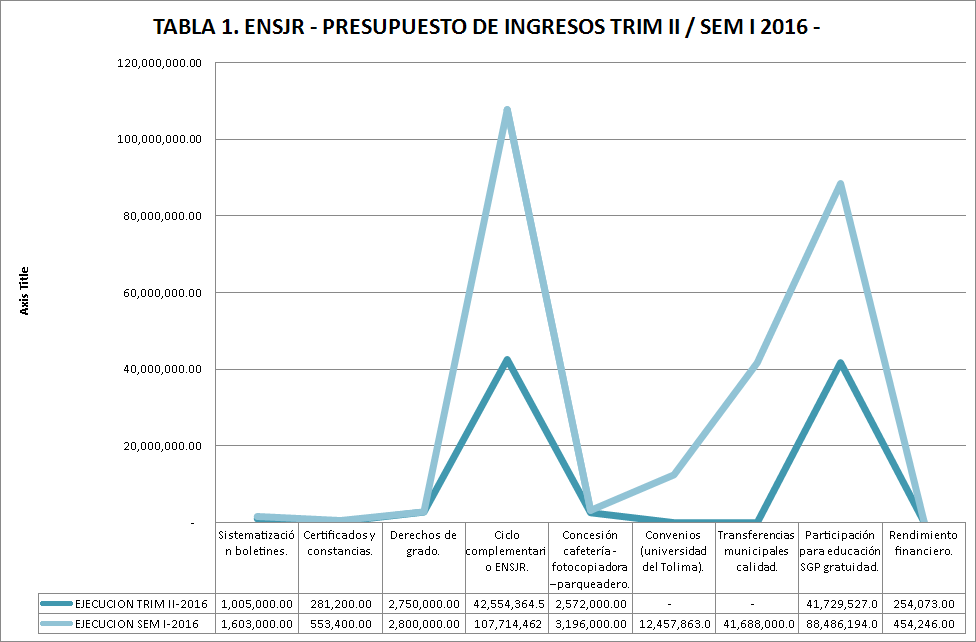 TABLA 1. ENSJR - PRESUPUESTO DE INGRESOS TRIM II / SEM I 2016 -
120,000,000.00
100,000,000.00
80,000,000.00
60,000,000.00
40,000,000.00
20,000,000.00
-
Axis Title
Sistematizació
n boletines.
Certificados y
constancias.
Derechos de
grado.
Ciclo
complementari
o ENSJR.
Concesión
cafetería -
fotocopiadora
–parqueadero.
Convenios
(universidad
del Tolima).
Transferencias
municipales
calidad.
Participación
para educación
SGP gratuidad.
Rendimiento
financiero.
EJECUCION TRIM II-2016 1,005,000.00 281,200.00 2,750,000.00 42,554,364.5 2,572,000.00 - - 41,729,527.0 254,073.00
EJECUCION SEM I-2016 1,603,000.00 553,400.00 2,800,000.00 107,714,462 3,196,000.00 12,457,863.0 41,688,000.0 88,486,194.0 454,246.00